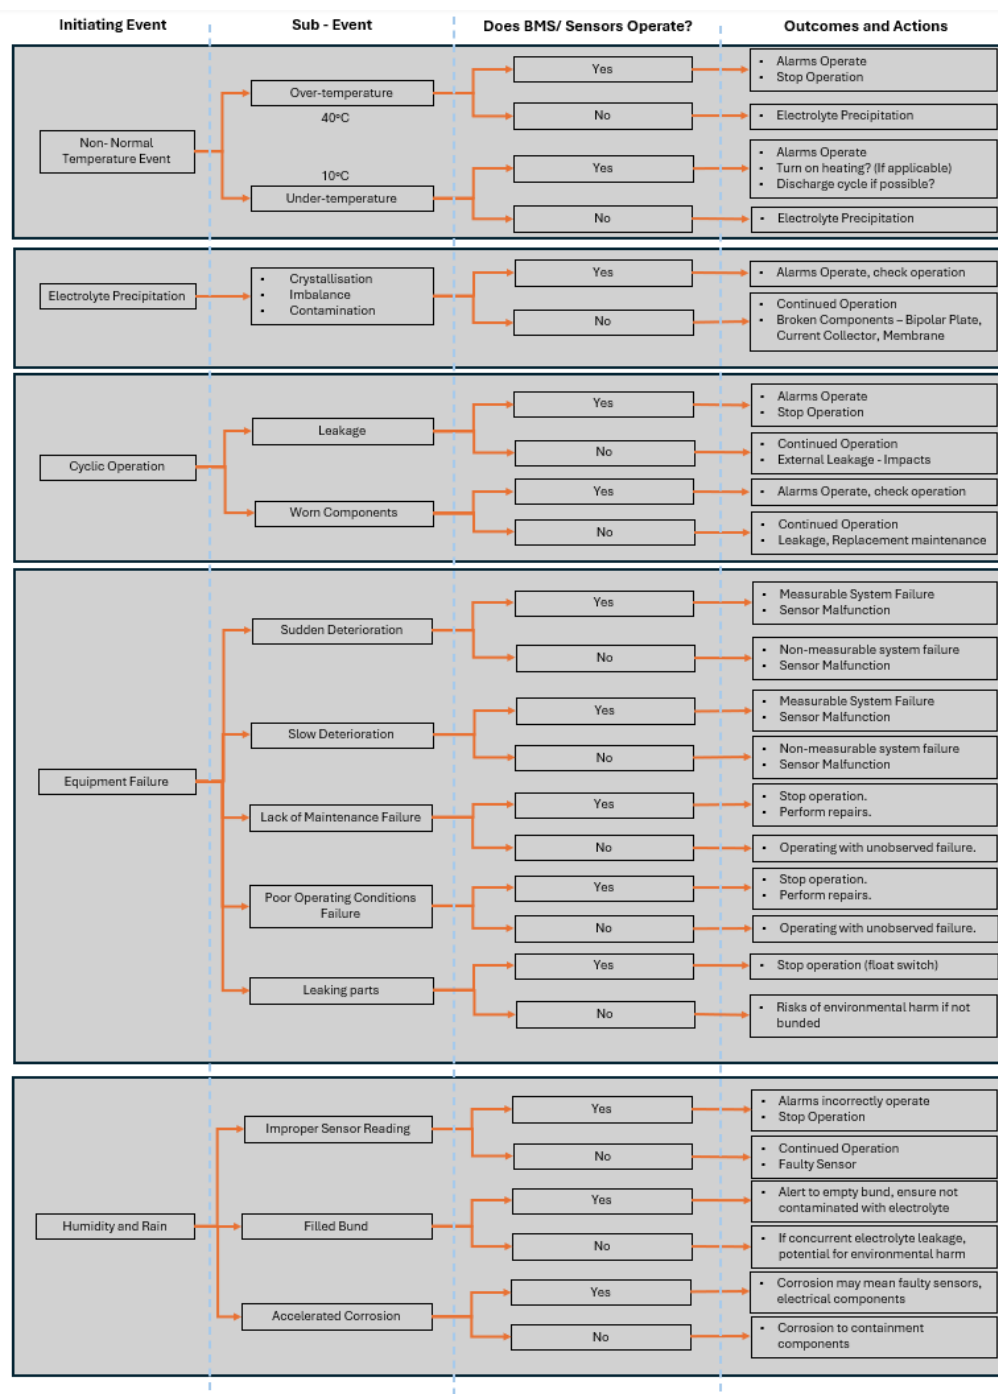 Initiating Event
Sub - Event
Does BMS/ Sensors Operate?
Outcomes and Actions
Non- Normal
Temperature Event
Over-temperature
40°C
Yes
• Alarms Operate
• Stop Operation
No
• Electrolyte Precipitation
10°C
Under-temperature
Yes
• Alarms Operate
• Turn on heating? (If applicable)
• Discharge cycle if possible?
No
• Electrolyte Precipitation
Electrolyte Precipitation
• Crystallisation
• Imbalance
• Contamination
Yes
• Alarms Operate, check operation
No
• Continued Operation
• Broken Components – Bipolar Plate,
Current Collector, Membrane
Cyclic Operation
Leakage
Yes
• Alarms Operate
• Stop Operation
No
• Continued Operation
• External Leakage - Impacts
Worn Components
Yes
• Alarms Operate, check operation
No
• Continued Operation
• Leakage, Replacement maintenance
Equipment Failure
Sudden Deterioration
Yes
• Measurable System Failure
• Sensor Malfunction
No
• Non-measurable system failure
• Sensor Malfunction
Slow Deterioration
Yes
• Measurable System Failure
• Sensor Malfunction
No
• Non-measurable system failure
• Sensor Malfunction
Lack of Maintenance Failure
Yes
• Stop operation.
• Perform repairs.
No
• Operating with unobserved failure.
Poor Operating Conditions
Failure
Yes
• Stop operation.
• Perform repairs.
No
• Operating with unobserved failure.
Leaking parts
Yes
• Stop operation (float switch)
No
• Risks of environmental harm if not
bunded
Humidity and Rain
Improper Sensor Reading
Yes
• Alarms incorrectly operate
• Stop Operation
No
• Continued Operation
• Faulty Sensor
Filled Bund
Yes
• Alert to empty bund, ensure not
contaminated with electrolyte
No
• If concurrent electrolyte leakage,
potential for environmental harm
Accelerated Corrosion
Yes
• Corrosion may mean faulty sensors,
electrical components
No
• Corrosion to containment
components